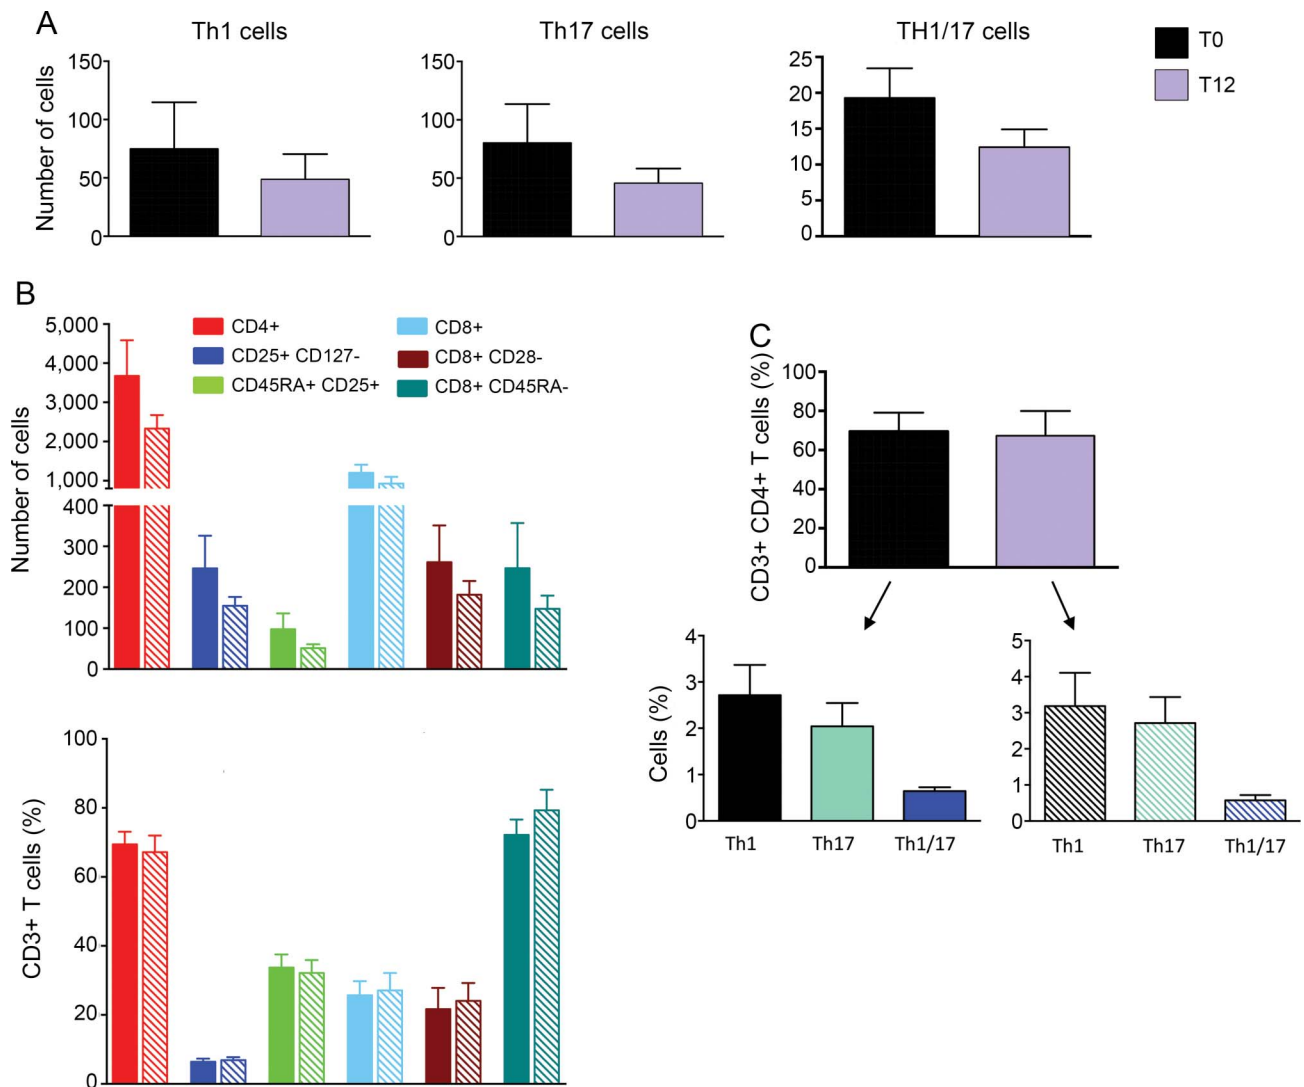 A
Th1 cells
Th17 cells
TH1/17 cells
T0
T12
Number of cells
150
100
50
0
150
100
50
0
25
20
15
10
5
0
B
Number of cells
5,000
4,000
3,000
2,000
1,000
400
300
200
100
0
CD4+
CD25+ CD127-
CD45RA+ CD25+
CD8+
CD8+ CD28-
CD8+ CD45RA-
CD3+ T cells (%)
100
80
60
40
20
0
C
CD3+ CD4+ T cells (%)
100
80
60
40
20
0
Cells (%)
4
3
2
1
0
Th1
Th17
Th1/17
5
4
3
2
1
0
Th1
Th17
Th1/17